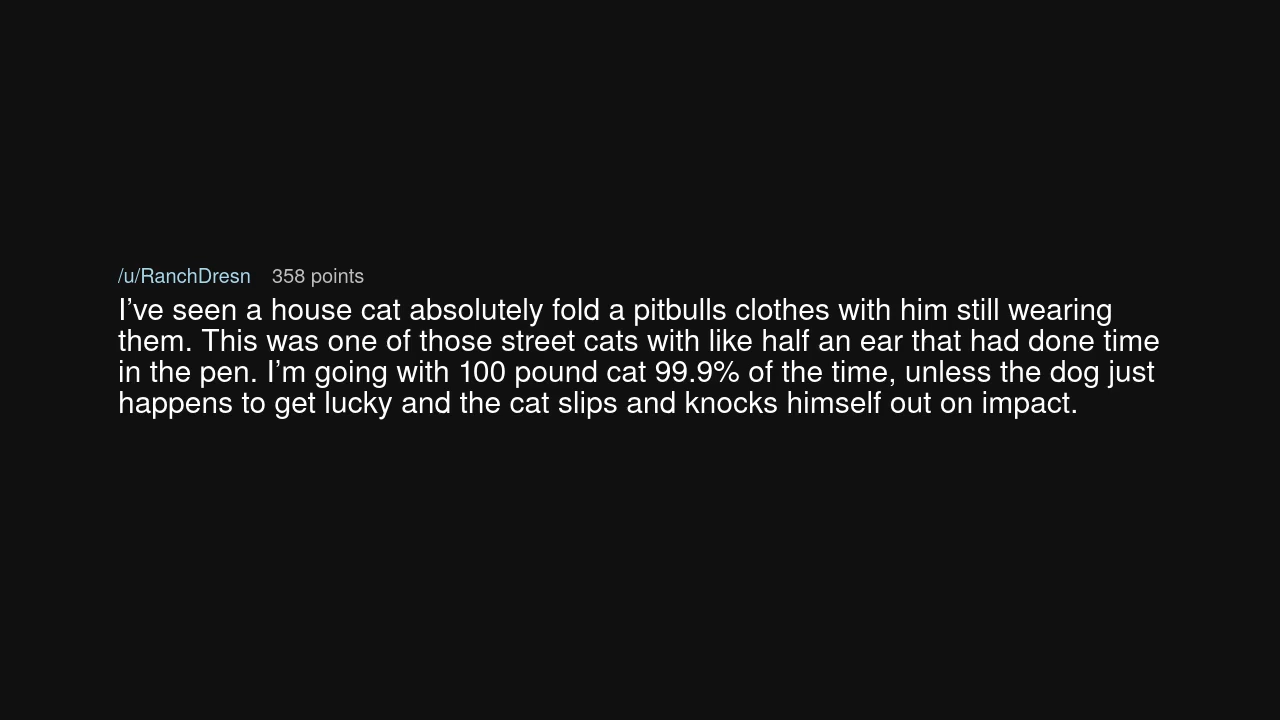 /u/RanchDresn 358 points
I’ve seen a house cat absolutely fold a pitbulls clothes with him still wearing
them. This was one of those street cats with like half an ear that had done time
in the pen. I’m going with 100 pound cat 99.9% of the time, unless the dog just
happens to get lucky and the cat slips and knocks himself out on impact.